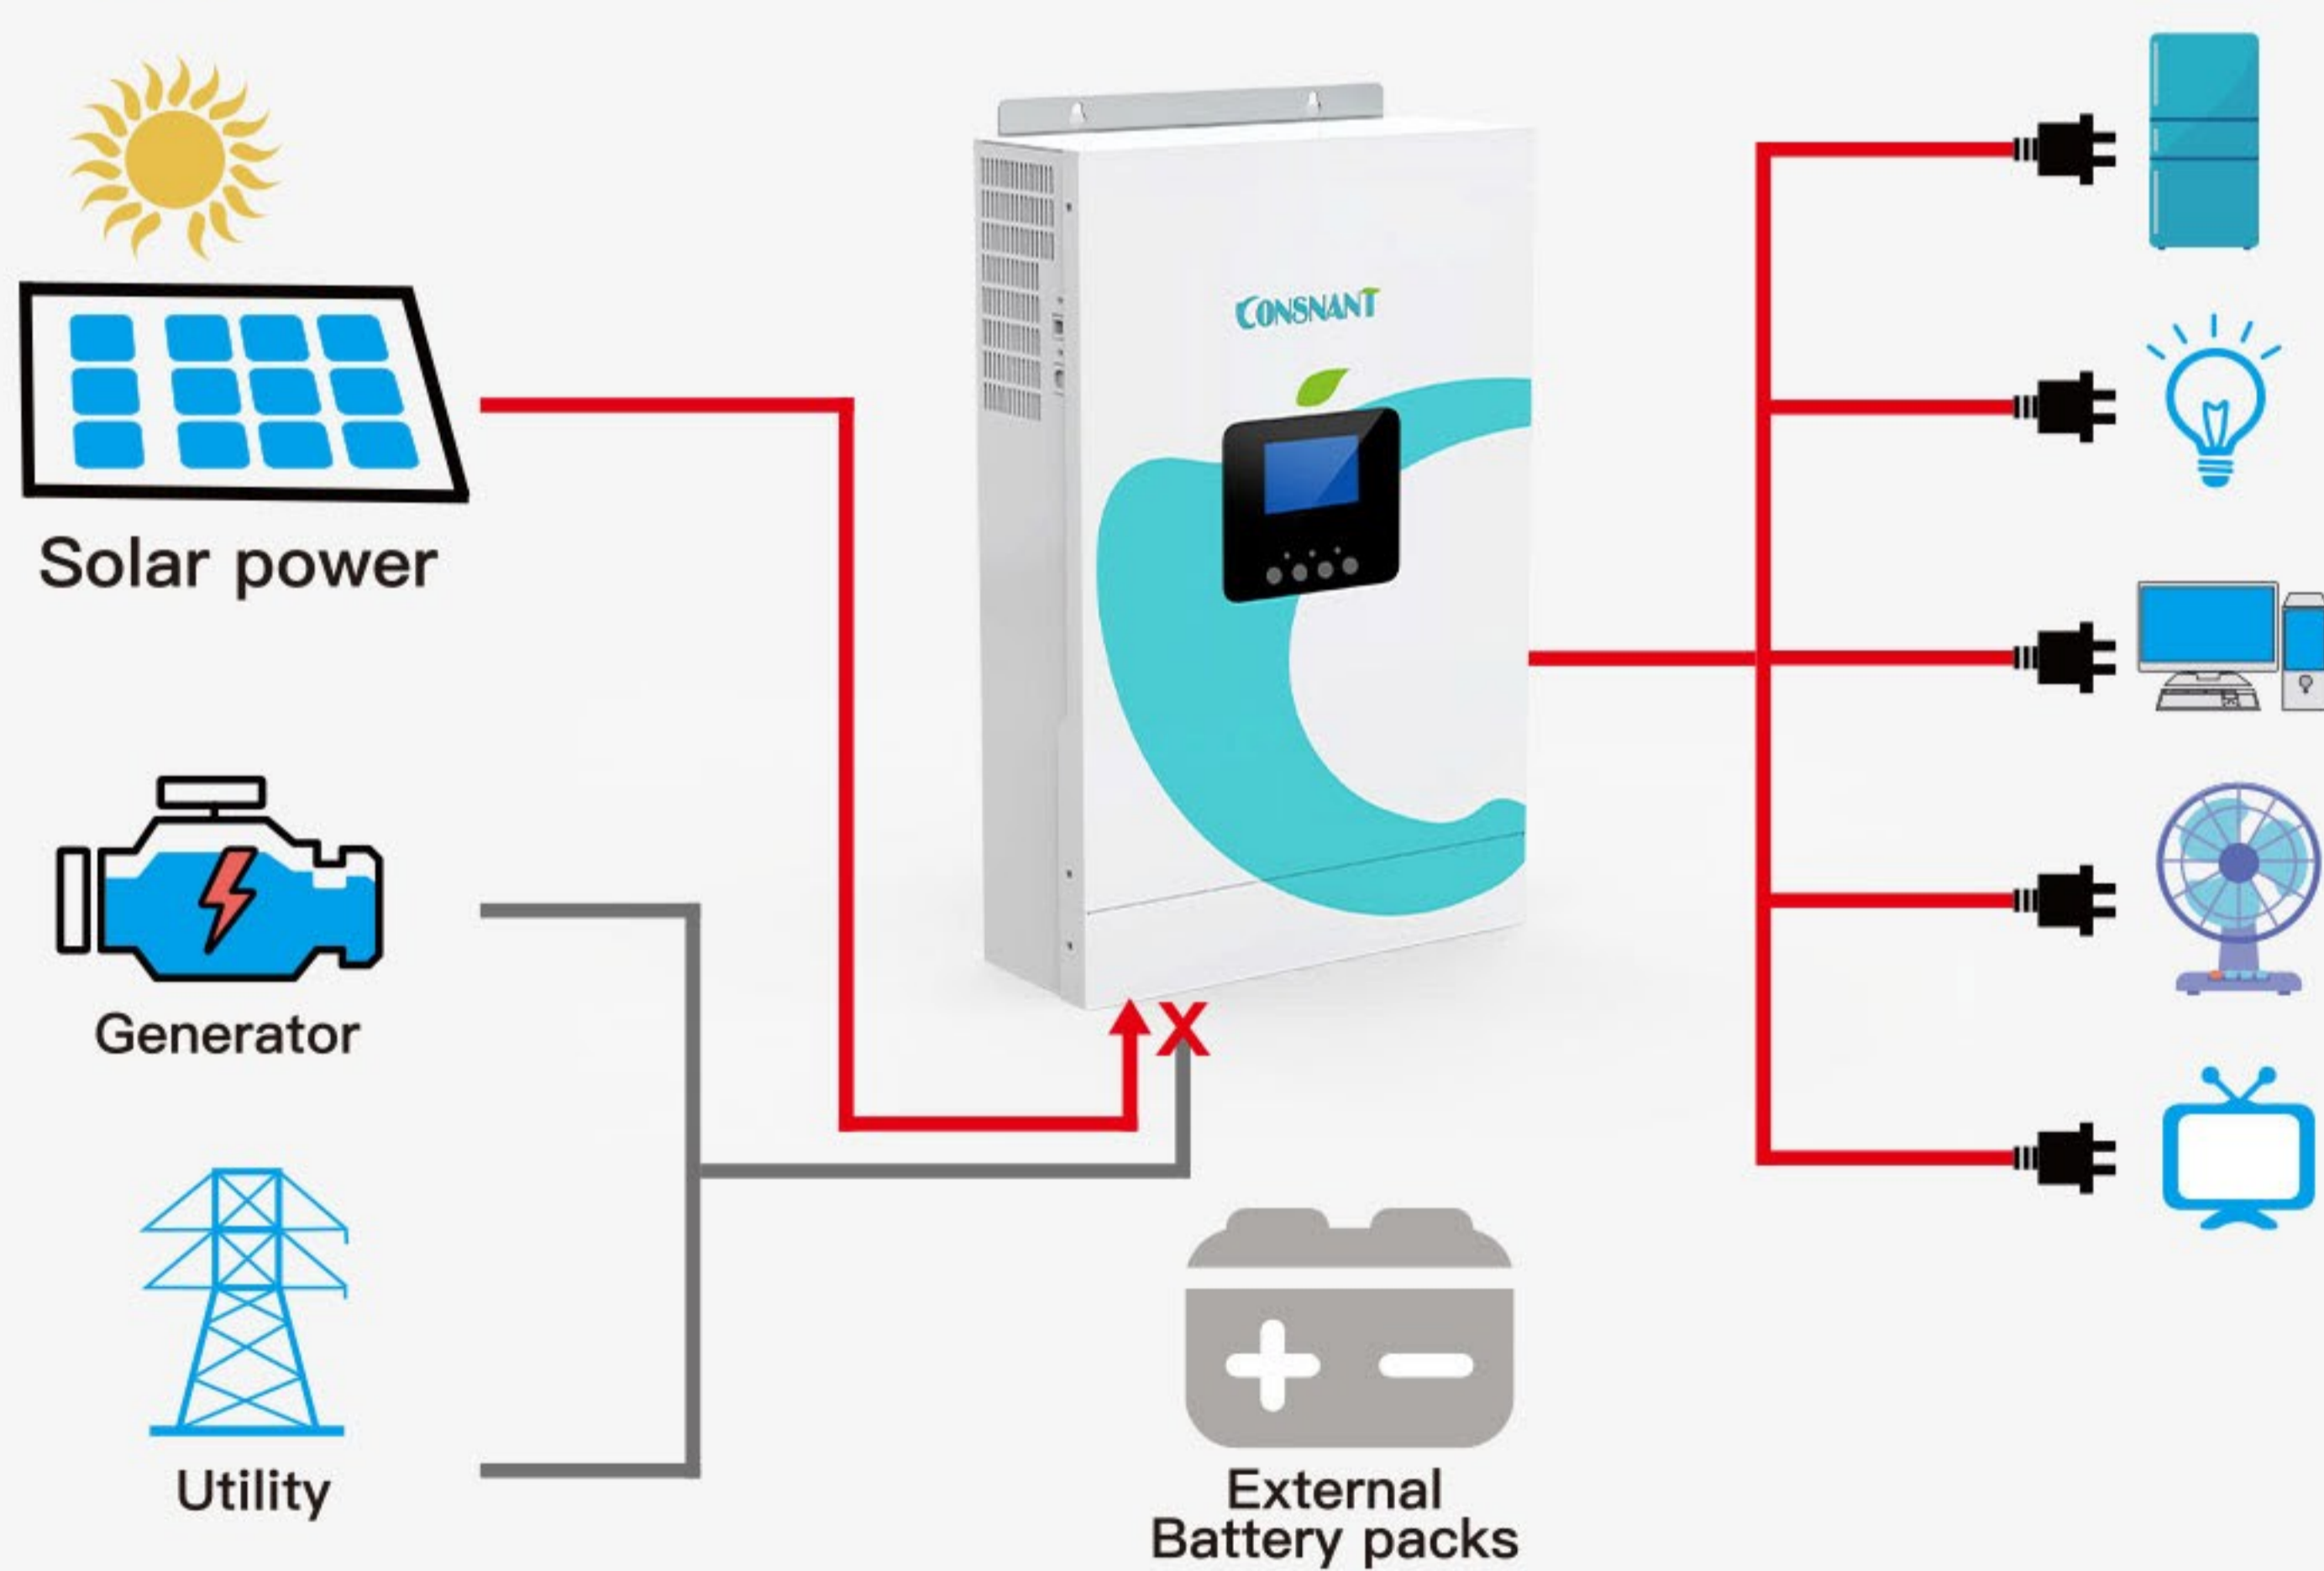 CONSNANT
Solar power
Generator
X
Utility
External
Battery packs